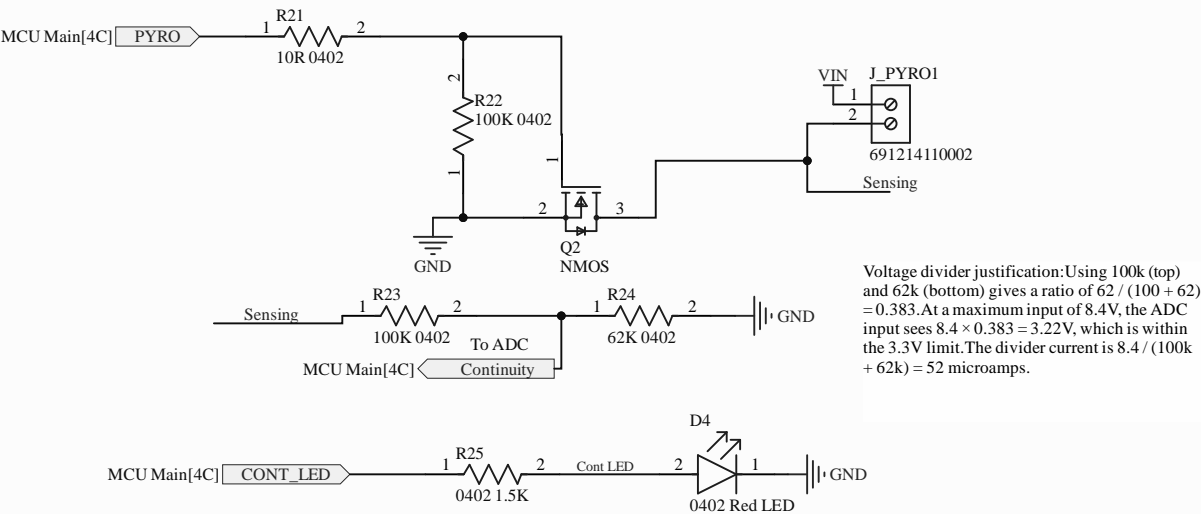 R21
MCU Main[4C] PYRO 1 2
10R 0402
2
R22
100K 0402
1
1
2 3
GND
Q2
NMOS
VIN J_PYRO1
1
2
691214110002
Sensing
Voltage divider justification:Using 100k (top)
and 62k (bottom) gives a ratio of 62 / (100 + 62)
= 0.383.At a maximum input of 8.4V, the ADC
input sees 8.4 × 0.383 = 3.22V, which is within
the 3.3V limit.The divider current is 8.4 / (100k
+ 62k) = 52 microamps.
R23 R24
Sensing 1 2 1 2 GND
100K 0402 62K 0402
To ADC
MCU Main[4C] Continuity
D4
R25
MCU Main[4C] CONT_LED 1 2 Cont LED 2 1 GND
0402 1.5K 0402 Red LED